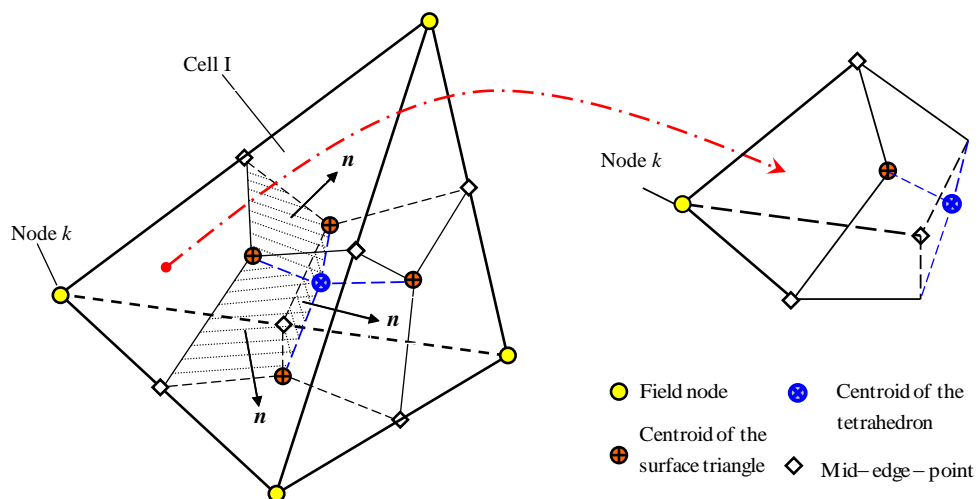 Cell I
n
Node k
n
n
Node k
Field node
Centroid of the
tetrahedron
Centroid of the
surface triangle
Mid-edge-point